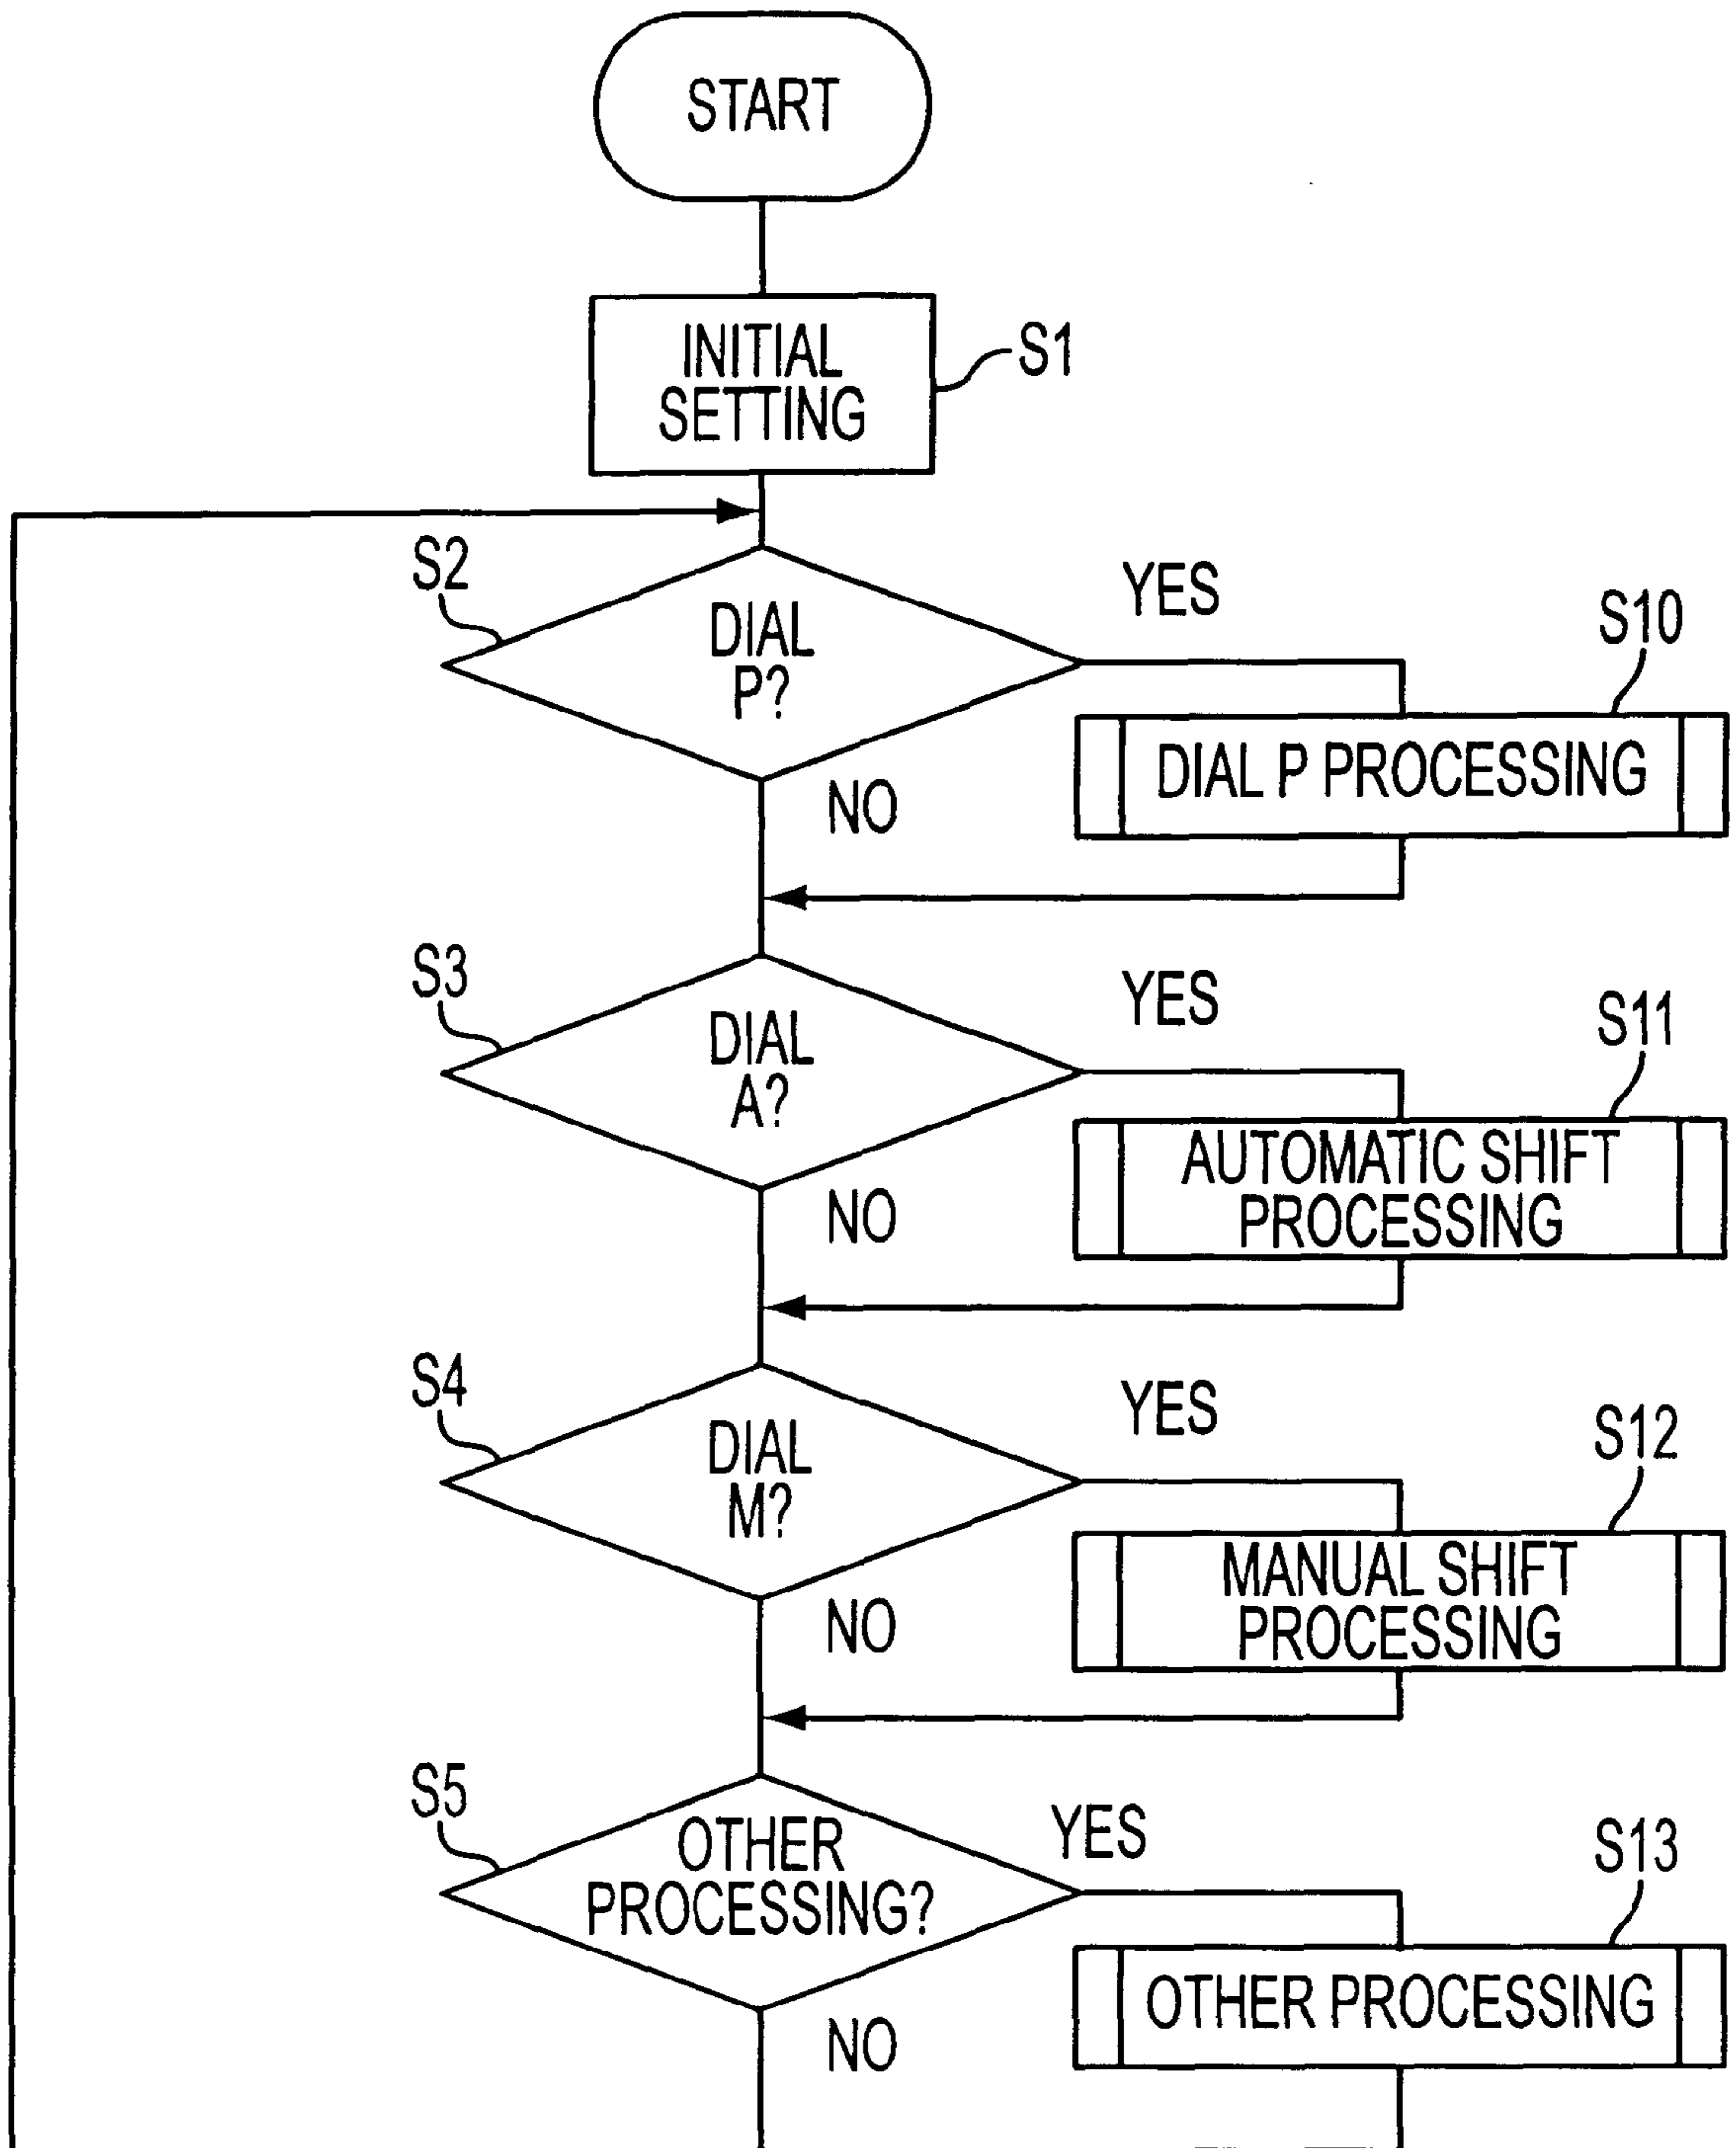 START
INITIAL
SETTING
S1
S2
DIAL
P?
YES
NO
S10
DIAL P PROCESSING
S3
DIAL
A?
YES
NO
S11
AUTOMATIC SHIFT
PROCESSING
S4
DIAL
M?
YES
NO
S12
MANUAL SHIFT
PROCESSING
S5
OTHER
PROCESSING?
YES
NO
S13
OTHER PROCESSING